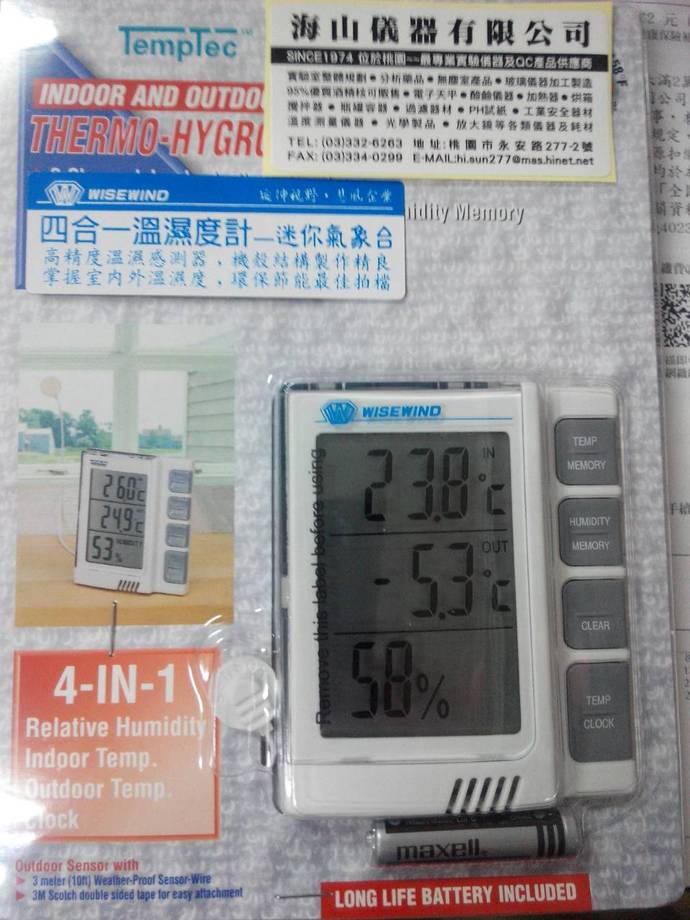 TempTec™
INDOOR AND OUTDO
THERMO-HYGR
海山儀器有限公司
SINCE1974 位於桃園~~最專業實驗儀器及QC產品供應商
實驗室整體規劃●分析藥品●無塵室產品●玻璃儀器加工製造
95%優質酒精核可販售●電子天平●酸鹼儀器●加熱器●烘箱
攪拌器●瓶罐容器●過濾器材●PH試紙●工業安全器材
溫度測量儀器●光學製品●放大鏡等各類儀器及耗材
TEL: (03)332-6263 地址:桃園市永安路277-2號
FAX: (03)334-0299 E-MAIL:hi.sun277@msa.hinet.net
WISEWIND
四合一溫濕度計—迷你氣象台
高精度溫濕感測器,機殼結構製作精良
掌握室內外溫濕度,環保節能最佳拍檔
idity Memory
WISEWIND
Remove this label before using
23.8°C IN
-5.3°C OUT
58%
TEMP
MEMORY
HUMIDITY
MEMORY
CLEAR
TEMP
CLOCK
26.0°C
24.9°C
53% HUMIDITY
4-IN-1
Relative Humidity
Indoor Temp.
Outdoor Temp.
Clock
maxell
Outdoor Sensor with
► 3 meter (10ft) Weather-Proof Sensor-Wire
► 3M Scotch double sided tape for easy attachment
LONG LIFE BATTERY INCLUDED